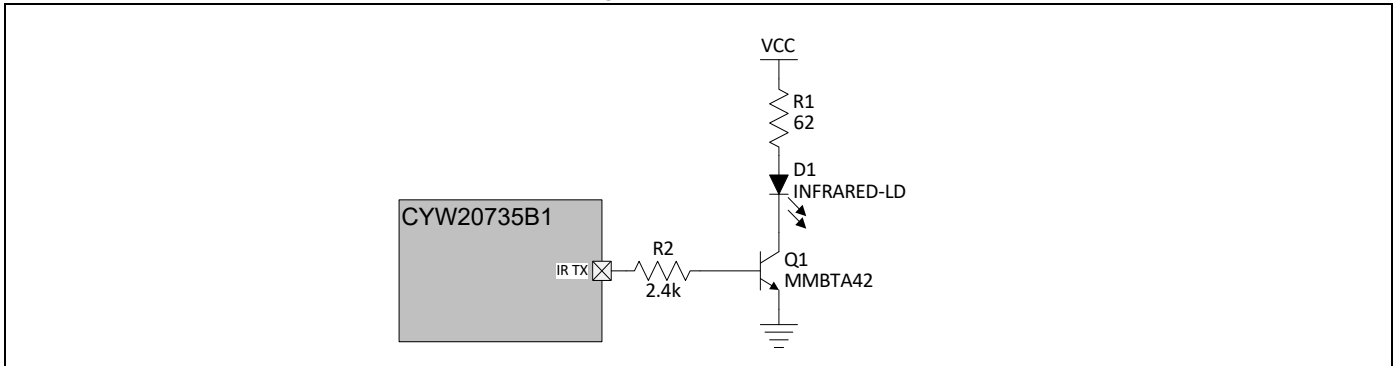 VCC
R1
62
D1
INFRARED-LD
CYW20735B1
IR TX
R2
2.4k
Q1
MMBTA42